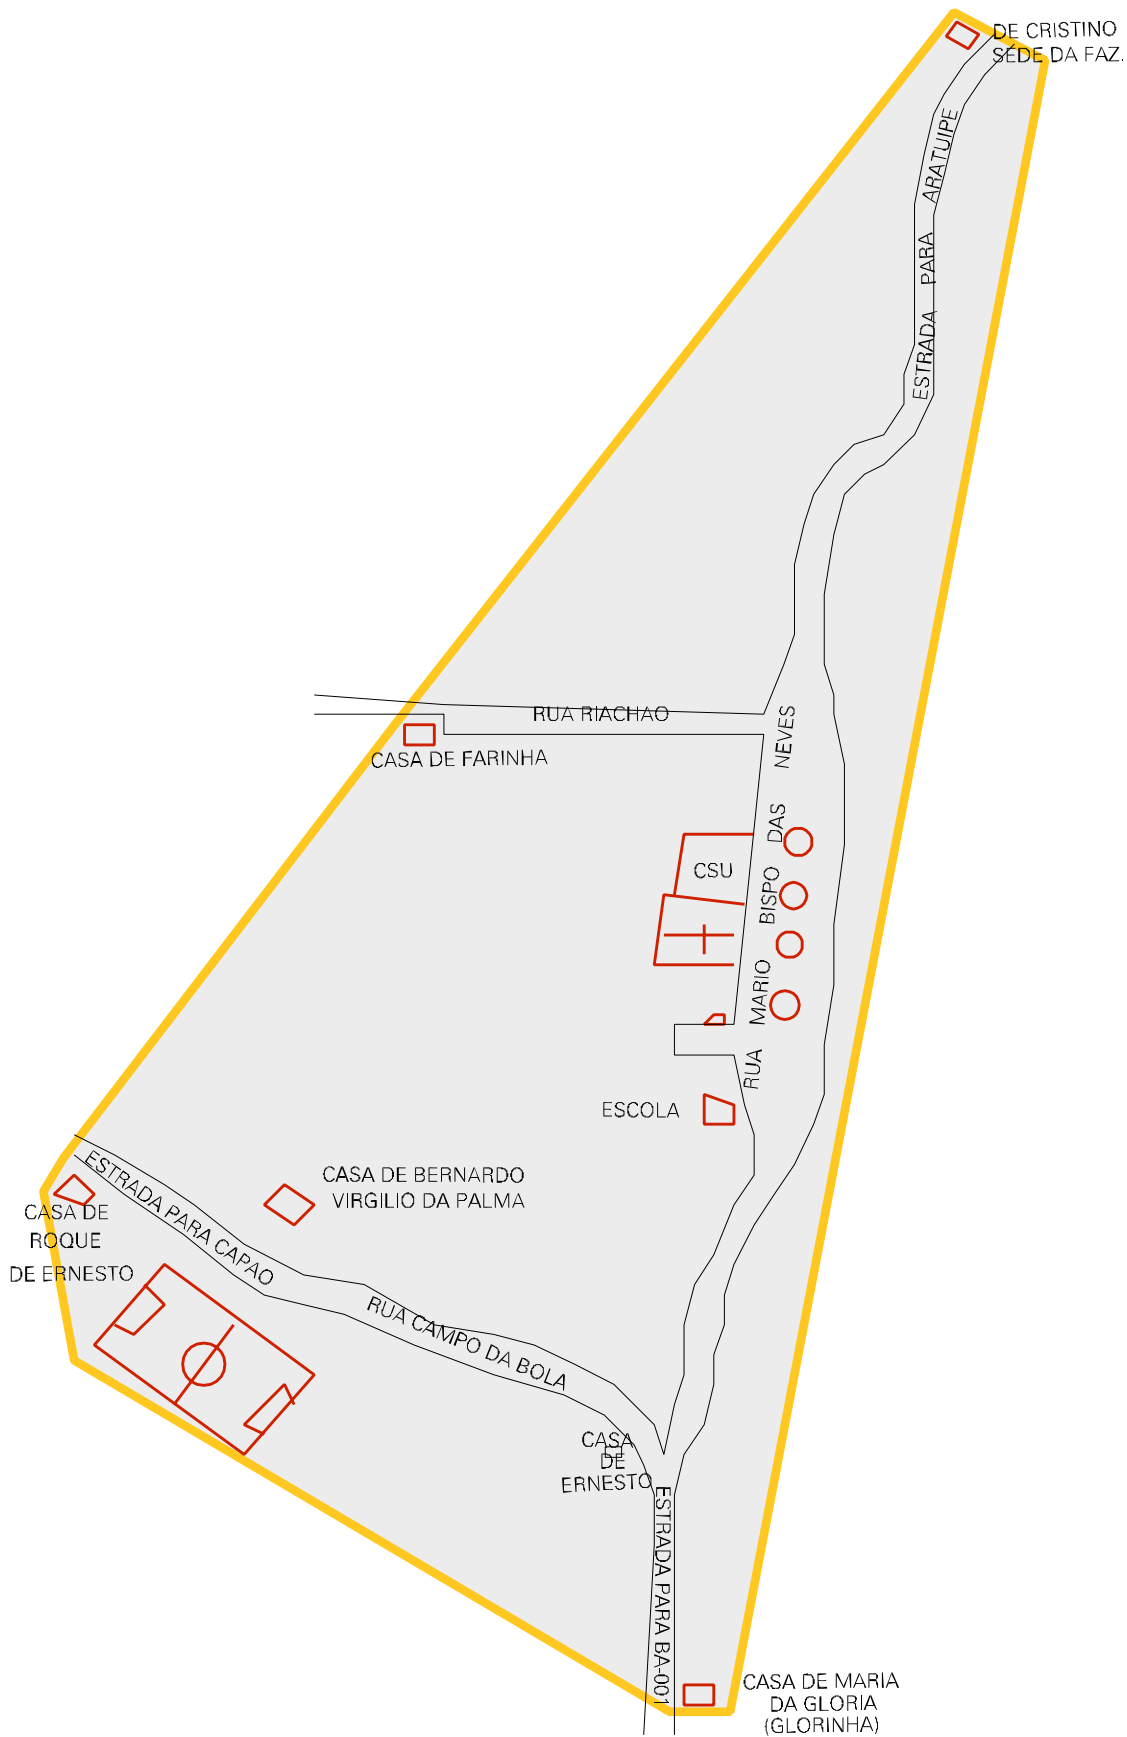 DE CRISTINO
SÉDE DA FAZ.
ESTRADA PARA ARATUIPE
RUA RIACHAO
CASA DE FARINHA
RUA MARIO BISPO DAS NEVES
CSU
ESCOLA
CASA DE BERNARDO
VIRGILIO DA PALMA
ESTRADA PARA CAPAO
CASA DE
ROQUE
DE ERNESTO
RUA CAMPO DA BOLA
CASA
DE
ERNESTO
ESTRADA PARA BA-001
CASA DE MARIA
DA GLORIA
(GLORINHA)